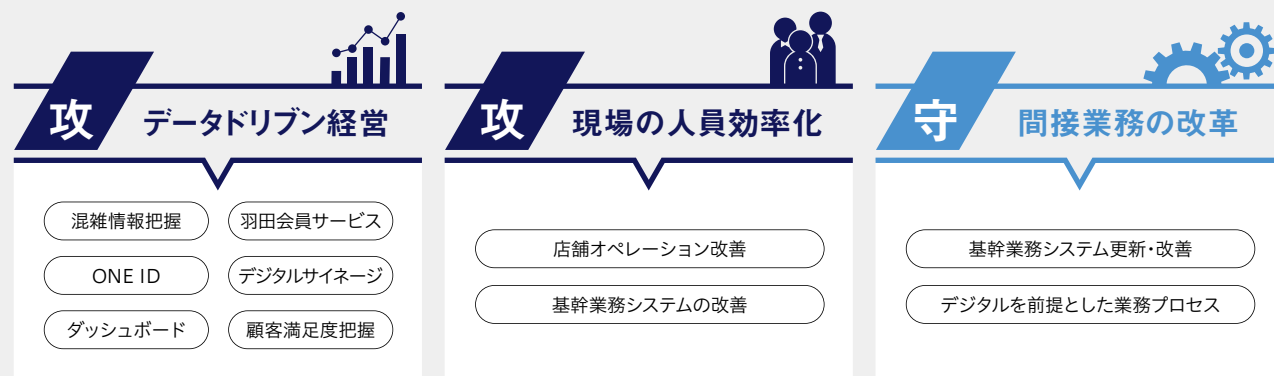 攻 データドリブン経営
混雑情報把握
羽田会員サービス
ONE ID
デジタルサイネージ
ダッシュボード
顧客満足度把握
攻 現場の人員効率化
店舗オペレーション改善
基幹業務システムの改善
守 間接業務の改革
基幹業務システム更新・改善
デジタルを前提とした業務プロセス